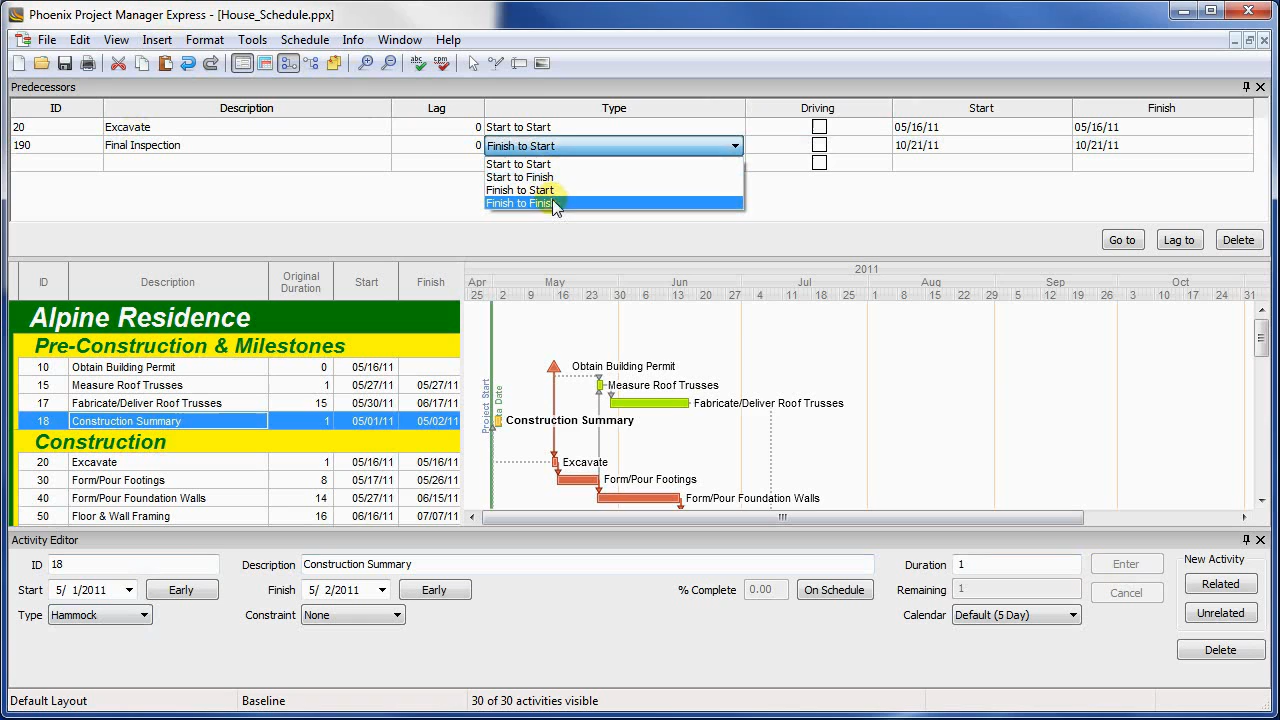 Phoenix Project Manager Express - [House_Schedule.ppx]
File Edit View Insert Format Tools Schedule Info Window Help
abc cpm
Predecessors
ID Description Lag Type Driving Start Finish
20 Excavate 0 Start to Start 05/16/11 05/16/11
190 Final Inspection 0 Finish to Start 10/21/11 10/21/11
Start to Start
Start to Finish
Finish to Start
Finish to Finish
Go to Lag to Delete
ID Description Original Duration Start Finish
2011
Apr May Jun Jul Aug Sep Oct
25 2 9 16 23 30 6 13 20 27 4 11 18 25 1 8 15 22 29 5 12 19 26 3 10 17 24 31
Alpine Residence
Pre-Construction & Milestones
10 Obtain Building Permit 0 05/16/11 Obtain Building Permit
15 Measure Roof Trusses 1 05/27/11 05/27/11 Measure Roof Trusses
17 Fabricate/Deliver Roof Trusses 15 05/30/11 06/17/11 Fabricate/Deliver Roof Trusses
18 Construction Summary 1 05/01/11 05/02/11 Construction Summary
Project Start
Data Date
Construction
20 Excavate 1 05/16/11 05/16/11 Excavate
30 Form/Pour Footings 8 05/17/11 05/26/11 Form/Pour Footings
40 Form/Pour Foundation Walls 14 05/27/11 06/15/11 Form/Pour Foundation Walls
50 Floor & Wall Framing 16 06/16/11 07/07/11
Activity Editor
ID 18 Description Construction Summary Duration 1 Enter New Activity
Start 5/ 1/2011 Early Finish 5/ 2/2011 Early % Complete 0.00 On Schedule Remaining 1 Cancel Related
Type Hammock Constraint None Calendar Default (5 Day) Unrelated
Delete
Default Layout Baseline 30 of 30 activities visible